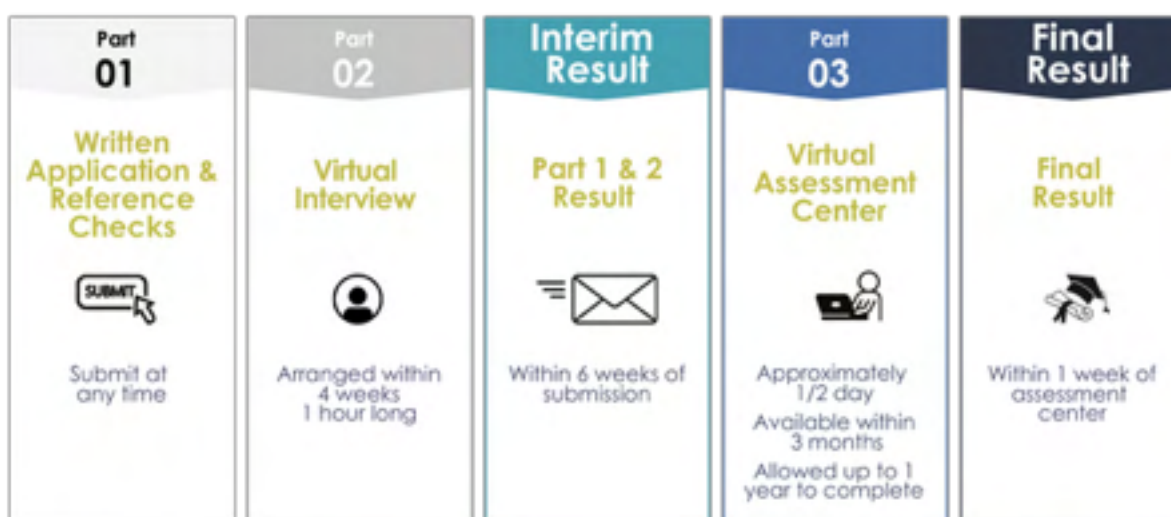 Part
01
Written
Application &
Reference
Checks
SUBMIT
Submit at
any time
Part
02
Virtual
Interview
Arranged within
4 weeks
1 hour long
Interim
Result
Part 1 & 2
Result
Within 6 weeks of
submission
Part
03
Virtual
Assessment
Center
Approximately
1/2 day
Available within
3 months
Allowed up to 1
year to complete
Final
Result
Final
Result
Within 1 week of
assessment
center